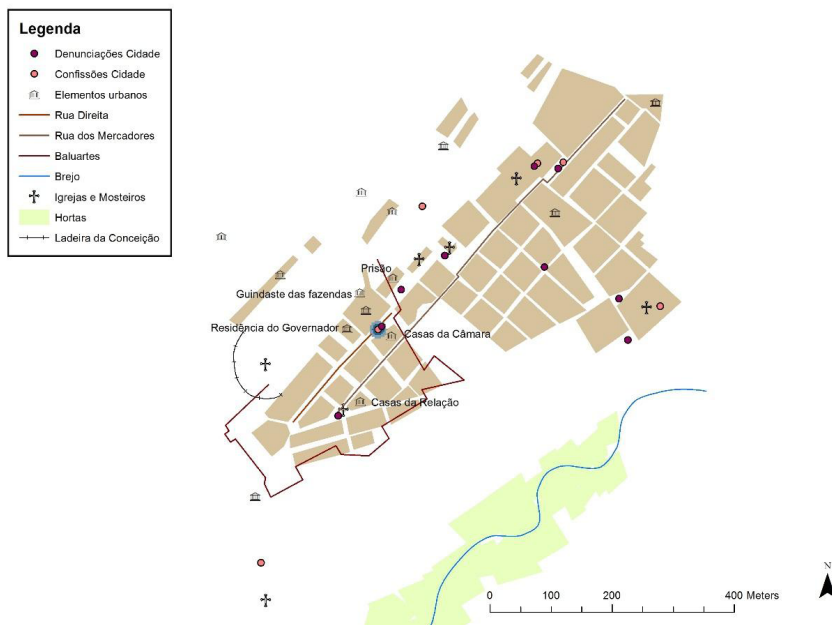 Legenda
Denunciações Cidade
Confissões Cidade
Elementos urbanos
Rua Direita
Rua dos Mercadores
Baluartes
Brejo
Igrejas e Mosteiros
Hortas
Ladeira da Conceição
Prisão
Guindaste das fazendas
Residência do Governador
Casas da Câmara
Casas da Relação
N
0 100 200 400 Meters